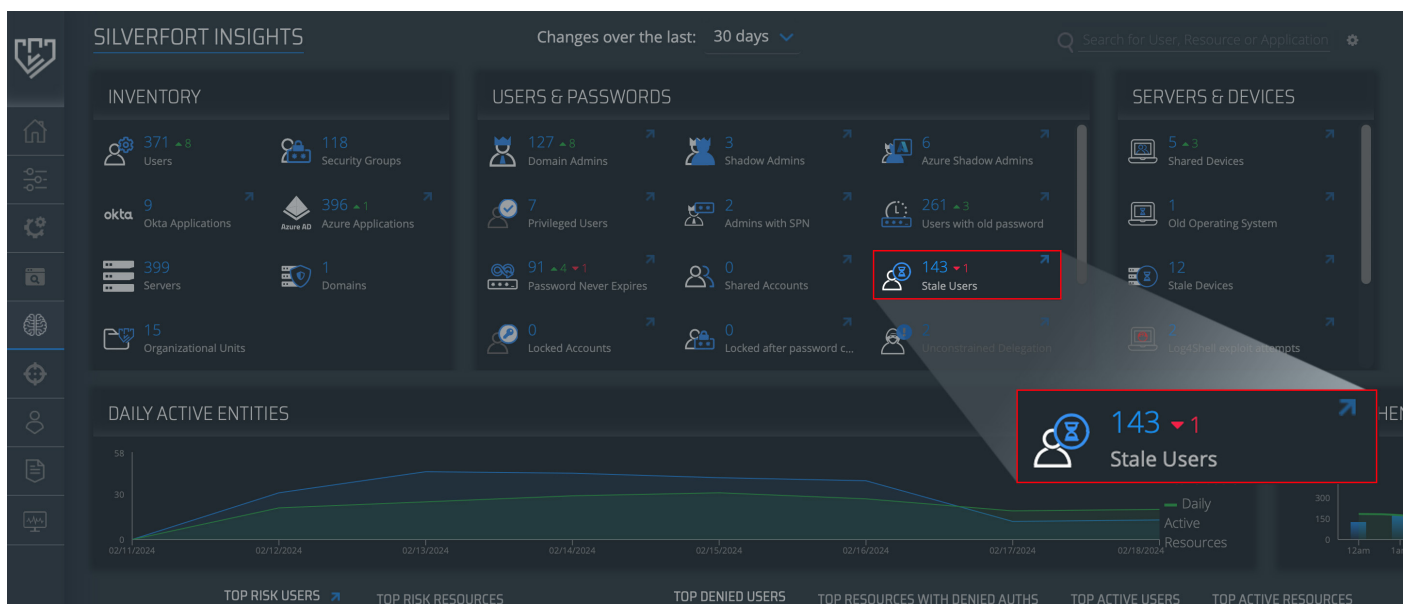 SILVERFORT INSIGHTS
Changes over the last: 30 days
Search for User, Resource or Application
INVENTORY
371 8
Users
118
Security Groups
okta
9
Okta Applications
Azure AD
396 1
Azure Applications
399
Servers
1
Domains
15
Organizational Units
USERS & PASSWORDS
127 8
Domain Admins
3
Shadow Admins
6
Azure Shadow Admins
7
Privileged Users
2
Admins with SPN
261 3
Users with old password
91 4 1
Password Never Expires
0
Shared Accounts
143 1
Stale Users
0
Locked Accounts
0
Locked after password c...
2
Unconstrained Delegation
SERVERS & DEVICES
5 3
Shared Devices
1
Old Operating System
12
Stale Devices
2
Log4Shell exploit attempts
143 1
Stale Users
DAILY ACTIVE ENTITIES
58
30
0
02/11/2024
02/12/2024
02/13/2024
02/14/2024
02/15/2024
02/16/2024
02/17/2024
02/18/2024
Daily
Active
Resources
HEN
300
150
0
12am
1a
TOP RISK USERS
TOP RISK RESOURCES
TOP DENIED USERS
TOP RESOURCES WITH DENIED AUTHS
TOP ACTIVE USERS
TOP ACTIVE RESOURCES